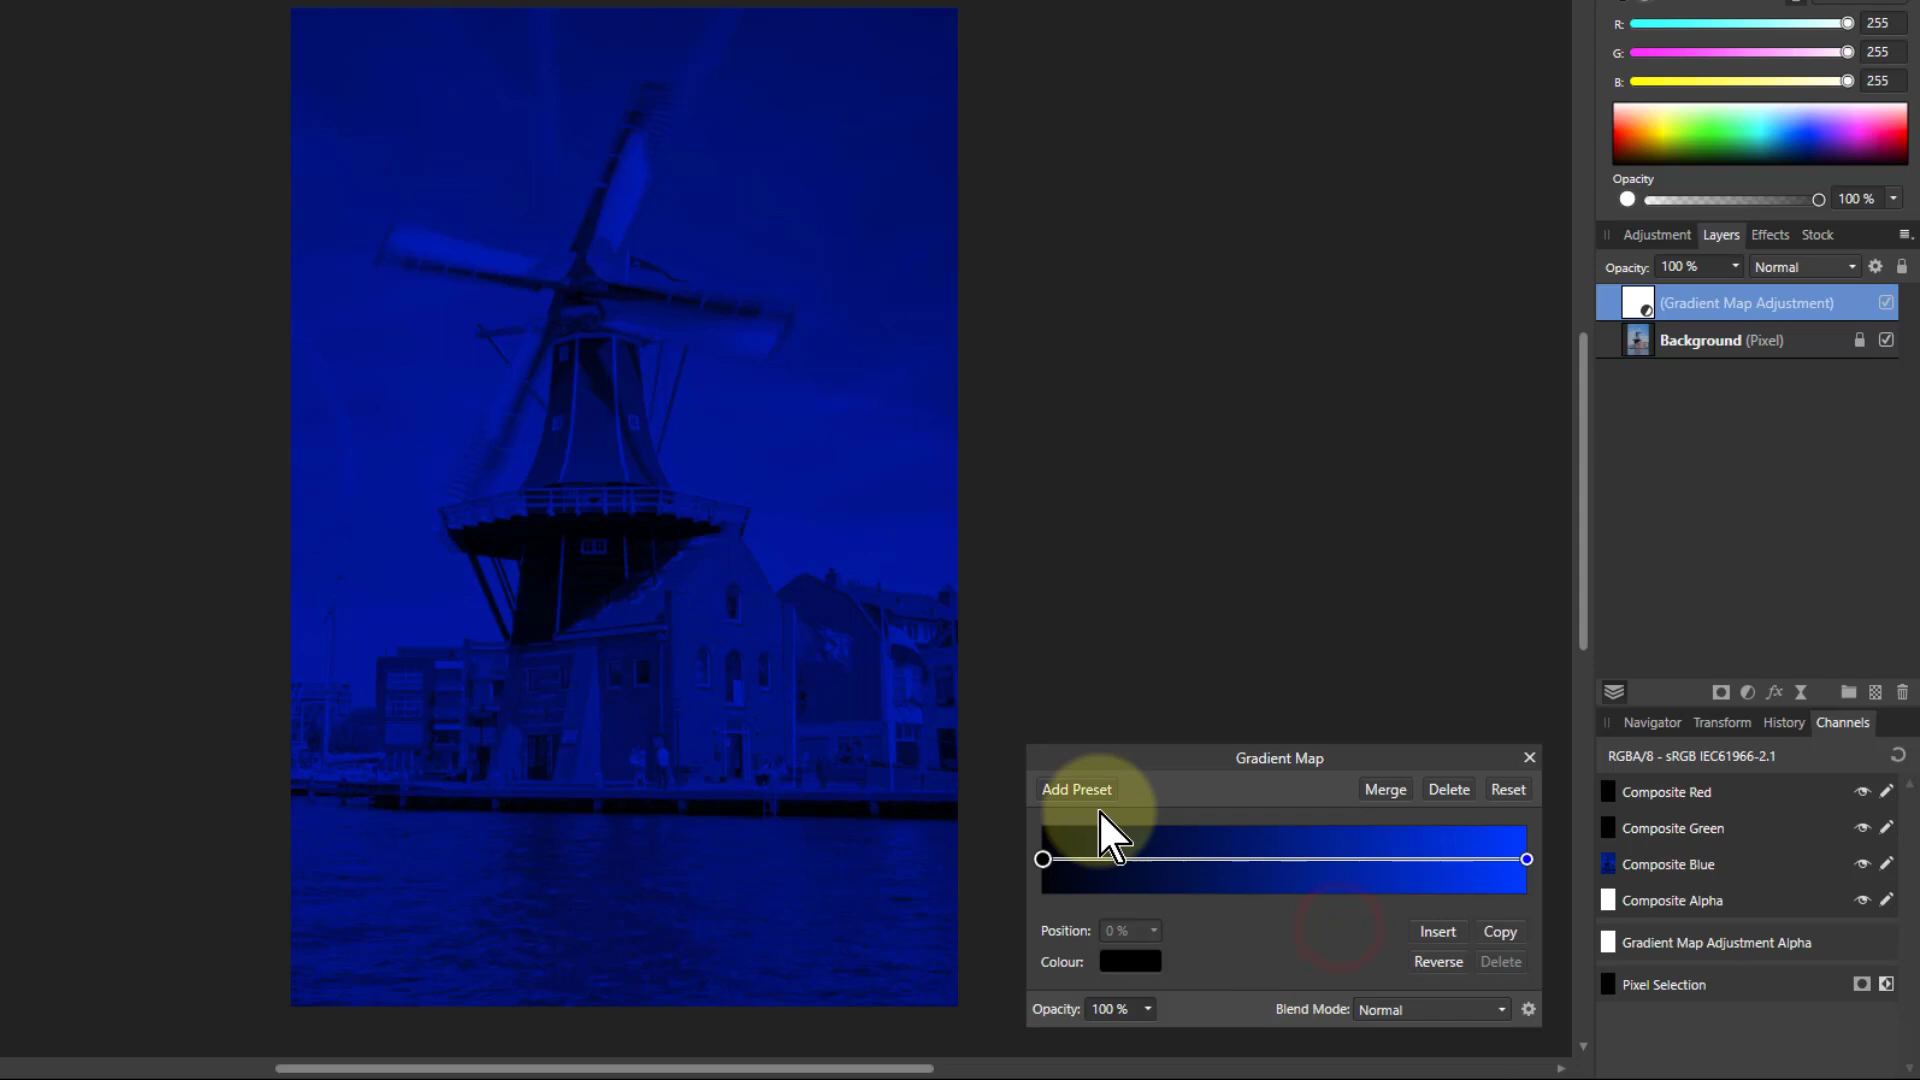 R: 255
G: 255
B: 255
Opacity
100 %
Adjustment Layers Effects Stock
Opacity: 100 % Normal
(Gradient Map Adjustment)
Background (Pixel)
fx
Navigator Transform History Channels
RGBA/8 - sRGB IEC61966-2.1
Composite Red
Composite Green
Composite Blue
Composite Alpha
Gradient Map Adjustment Alpha
Pixel Selection
Gradient Map
Add Preset Merge Delete Reset
Position: 0 % Insert Copy
Colour: Reverse Delete
Opacity: 100 % Blend Mode: Normal